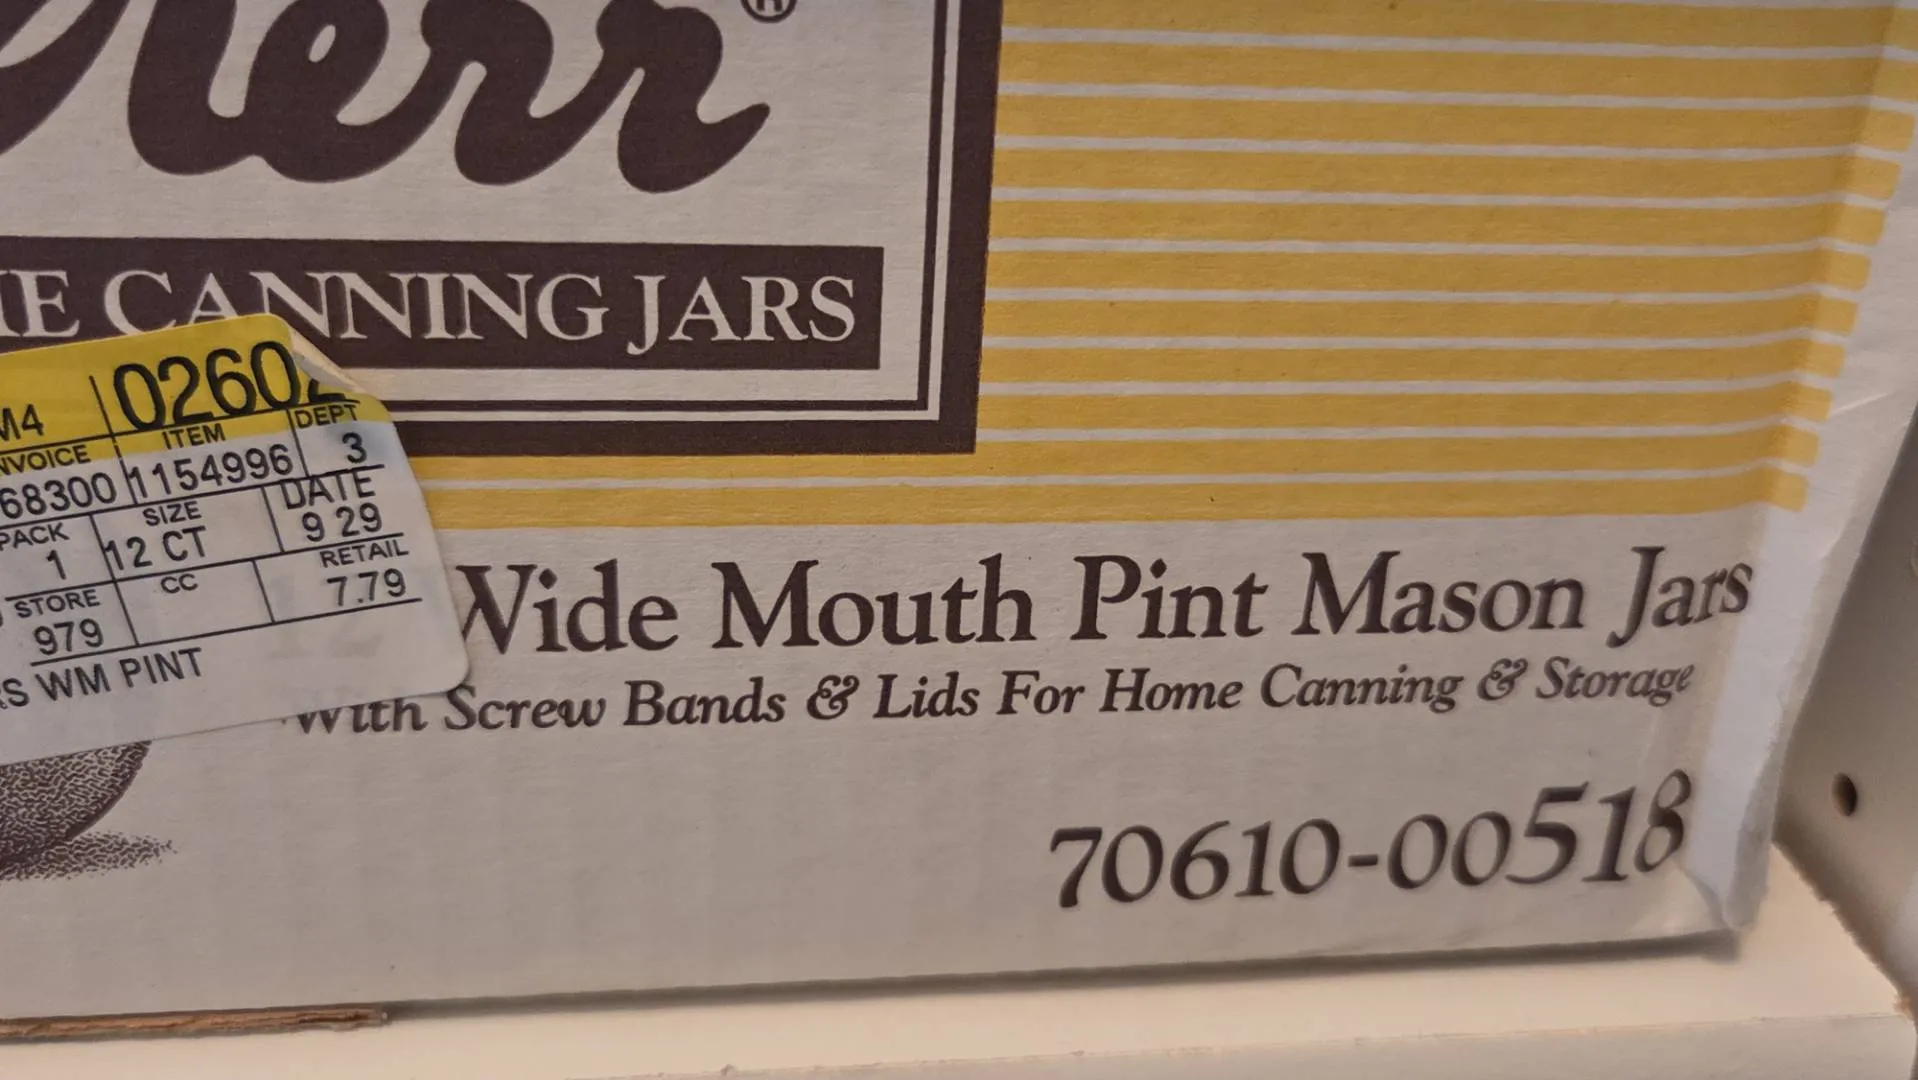 Kerr®
CANNING JARS
M4 0260
INVOICE ITEM DEPT
68300 1154996 3
PACK SIZE DATE
1 12 CT 9 29
STORE CC RETAIL
979 7.79
WM PINT
12 Wide Mouth Pint Mason Jars
With Screw Bands & Lids For Home Canning & Storage
70610-00518